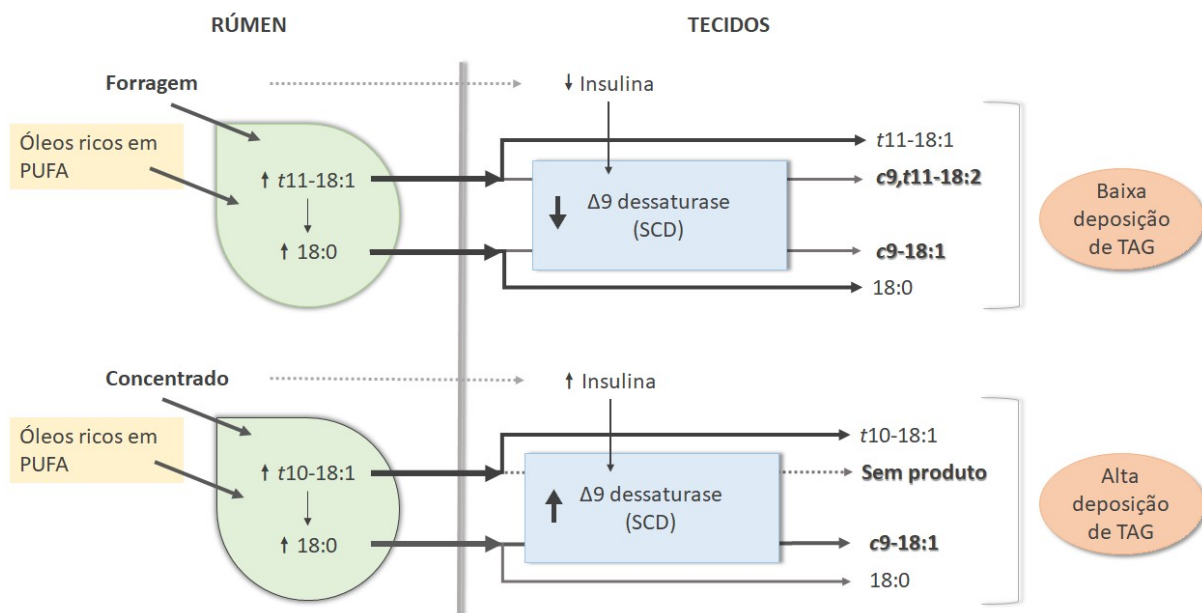 RÚMEN
TECIDOS
Forragem
↓ Insulina
Óleos ricos em
PUFA
↑ t11-18:1
↑ 18:0
Δ9 dessaturase
(SCD)
t11-18:1
c9,t11-18:2
c9-18:1
18:0
Baixa
deposição
de TAG
Concentrado
↑ Insulina
Óleos ricos em
PUFA
↑ t10-18:1
↑ 18:0
Δ9 dessaturase
(SCD)
t10-18:1
Sem produto
c9-18:1
18:0
Alta
deposição
de TAG